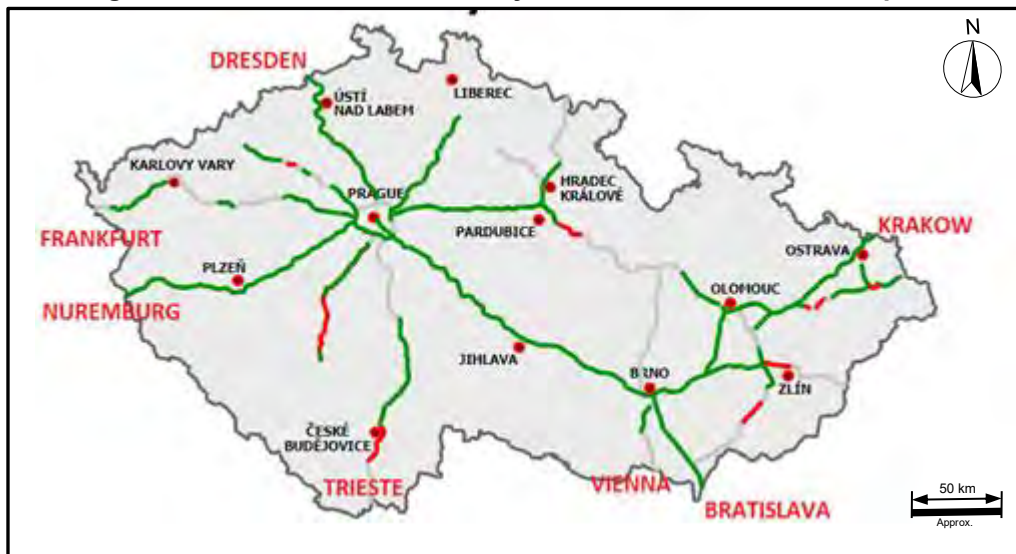 N
DRESDEN
ÚSTÍ
NAD LABEM
LIBEREC
KARLOVY VARY
PRAGUE
HRADEC
KRÁLOVÉ
PARDUBICE
FRANKFURT
KRAKOW
OSTRAVA
PLZEŇ
OLOMOUC
NUREMBURG
JIHLAVA
BRNO
ZLÍN
ČESKÉ
BUDĚJOVICE
TRIESTE
VIENNA
BRATISLAVA
50 km
Approx.